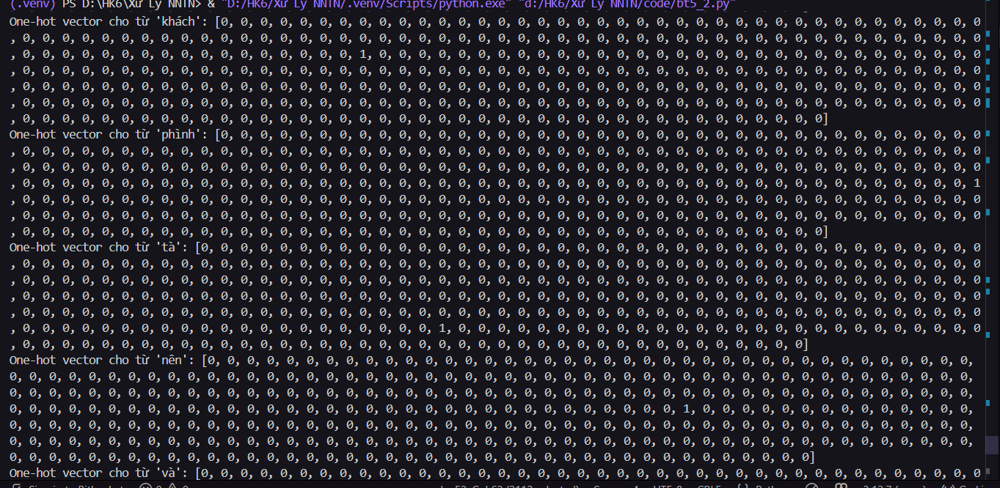 (.venv) PS D:\HK6\Xử Lý NNTN> & "D:/HK6/Xử Lý NNTN/.venv/Scripts/python.exe" "d:/HK6/Xử Lý NNTN/code/bt5_2.py"
One-hot vector cho từ 'khách': [0, 0, 0, 0, 0, 0, 0, 0, 0, 0, 0, 0, 0, 0, 0, 0, 0, 0, 0, 0, 0, 0, 0, 0, 0, 0, 0, 0, 0, 0, 0, 0, 0, 0, 0, 0, 0, 0, 0
, 0, 0, 0, 0, 0, 0, 0, 0, 0, 0, 0, 0, 0, 0, 0, 0, 0, 0, 0, 0, 0, 0, 0, 0, 0, 0, 0, 0, 0, 0, 0, 0, 0, 0, 0, 0, 0, 0, 0, 0, 0, 0, 0, 0, 0, 0, 0, 0, 0
, 0, 0, 0, 0, 0, 0, 0, 0, 0, 0, 0, 0, 0, 0, 0, 0, 0, 1, 0, 0, 0, 0, 0, 0, 0, 0, 0, 0, 0, 0, 0, 0, 0, 0, 0, 0, 0, 0, 0, 0, 0, 0, 0, 0, 0, 0, 0, 0, 0
, 0, 0, 0, 0, 0, 0, 0, 0, 0, 0, 0, 0, 0, 0, 0, 0, 0, 0, 0, 0, 0, 0, 0, 0, 0, 0, 0, 0, 0, 0, 0, 0, 0, 0, 0, 0, 0, 0, 0, 0, 0, 0, 0, 0, 0, 0, 0, 0, 0
, 0, 0, 0, 0, 0, 0, 0, 0, 0, 0, 0, 0, 0, 0, 0, 0, 0, 0, 0, 0, 0, 0, 0, 0, 0, 0, 0, 0, 0, 0, 0, 0, 0, 0, 0, 0, 0, 0, 0, 0, 0, 0, 0, 0, 0, 0, 0, 0, 0
, 0, 0, 0, 0, 0, 0, 0, 0, 0, 0, 0, 0, 0, 0, 0, 0, 0, 0, 0, 0, 0, 0, 0, 0, 0, 0, 0, 0, 0, 0, 0, 0, 0, 0, 0, 0, 0, 0, 0, 0, 0, 0, 0, 0, 0, 0, 0, 0, 0
, 0, 0, 0, 0, 0, 0, 0, 0, 0, 0, 0, 0, 0, 0, 0, 0, 0, 0, 0, 0, 0, 0, 0, 0, 0, 0, 0, 0, 0, 0, 0, 0, 0, 0, 0, 0, 0, 0, 0, 0, 0]
One-hot vector cho từ 'phình': [0, 0, 0, 0, 0, 0, 0, 0, 0, 0, 0, 0, 0, 0, 0, 0, 0, 0, 0, 0, 0, 0, 0, 0, 0, 0, 0, 0, 0, 0, 0, 0, 0, 0, 0, 0, 0, 0, 0
, 0, 0, 0, 0, 0, 0, 0, 0, 0, 0, 0, 0, 0, 0, 0, 0, 0, 0, 0, 0, 0, 0, 0, 0, 0, 0, 0, 0, 0, 0, 0, 0, 0, 0, 0, 0, 0, 0, 0, 0, 0, 0, 0, 0, 0, 0, 0, 0, 0
, 0, 0, 0, 0, 0, 0, 0, 0, 0, 0, 0, 0, 0, 0, 0, 0, 0, 0, 0, 0, 0, 0, 0, 0, 0, 0, 0, 0, 0, 0, 0, 0, 0, 0, 0, 0, 0, 0, 0, 0, 0, 0, 0, 0, 0, 0, 0, 0, 0
, 0, 0, 0, 0, 0, 0, 0, 0, 0, 0, 0, 0, 0, 0, 0, 0, 0, 0, 0, 0, 0, 0, 0, 0, 0, 0, 0, 0, 0, 0, 0, 0, 0, 0, 0, 0, 0, 0, 0, 0, 0, 0, 0, 0, 0, 0, 0, 0, 1
, 0, 0, 0, 0, 0, 0, 0, 0, 0, 0, 0, 0, 0, 0, 0, 0, 0, 0, 0, 0, 0, 0, 0, 0, 0, 0, 0, 0, 0, 0, 0, 0, 0, 0, 0, 0, 0, 0, 0, 0, 0, 0, 0, 0, 0, 0, 0, 0, 0
, 0, 0, 0, 0, 0, 0, 0, 0, 0, 0, 0, 0, 0, 0, 0, 0, 0, 0, 0, 0, 0, 0, 0, 0, 0, 0, 0, 0, 0, 0, 0, 0, 0, 0, 0, 0, 0, 0, 0, 0, 0, 0, 0, 0, 0, 0, 0, 0, 0
, 0, 0, 0, 0, 0, 0, 0, 0, 0, 0, 0, 0, 0, 0, 0, 0, 0, 0, 0, 0, 0, 0, 0, 0, 0, 0, 0, 0, 0, 0, 0, 0, 0, 0, 0, 0, 0, 0, 0, 0, 0]
One-hot vector cho từ 'tà': [0, 0, 0, 0, 0, 0, 0, 0, 0, 0, 0, 0, 0, 0, 0, 0, 0, 0, 0, 0, 0, 0, 0, 0, 0, 0, 0, 0, 0, 0, 0, 0, 0, 0, 0, 0, 0, 0, 0, 0
, 0, 0, 0, 0, 0, 0, 0, 0, 0, 0, 0, 0, 0, 0, 0, 0, 0, 0, 0, 0, 0, 0, 0, 0, 0, 0, 0, 0, 0, 0, 0, 0, 0, 0, 0, 0, 0, 0, 0, 0, 0, 0, 0, 0, 0, 0, 0, 0, 0
, 0, 0, 0, 0, 0, 0, 0, 0, 0, 0, 0, 0, 0, 0, 0, 0, 0, 0, 0, 0, 0, 0, 0, 0, 0, 0, 0, 0, 0, 0, 0, 0, 0, 0, 0, 0, 0, 0, 0, 0, 0, 0, 0, 0, 0, 0, 0, 0, 0
, 0, 0, 0, 0, 0, 0, 0, 0, 0, 0, 0, 0, 0, 0, 0, 0, 0, 0, 0, 0, 0, 0, 0, 0, 0, 0, 0, 0, 0, 0, 0, 0, 0, 0, 0, 0, 0, 0, 0, 0, 0, 0, 0, 0, 0, 0, 0, 0, 0
, 0, 0, 0, 0, 0, 0, 0, 0, 0, 0, 0, 0, 0, 0, 0, 0, 0, 0, 0, 0, 0, 0, 0, 0, 0, 0, 0, 0, 0, 0, 0, 0, 0, 0, 0, 0, 0, 0, 0, 0, 0, 0, 0, 0, 0, 0, 0, 0, 0
, 0, 0, 0, 0, 0, 0, 0, 0, 0, 0, 0, 0, 0, 0, 0, 0, 0, 0, 0, 0, 0, 1, 0, 0, 0, 0, 0, 0, 0, 0, 0, 0, 0, 0, 0, 0, 0, 0, 0, 0, 0, 0, 0, 0, 0, 0, 0, 0, 0
, 0, 0, 0, 0, 0, 0, 0, 0, 0, 0, 0, 0, 0, 0, 0, 0, 0, 0, 0, 0, 0, 0, 0, 0, 0, 0, 0, 0, 0, 0, 0, 0, 0, 0, 0, 0, 0, 0, 0, 0]
One-hot vector cho từ 'nên': [0, 0, 0, 0, 0, 0, 0, 0, 0, 0, 0, 0, 0, 0, 0, 0, 0, 0, 0, 0, 0, 0, 0, 0, 0, 0, 0, 0, 0, 0, 0, 0, 0, 0, 0, 0, 0, 0, 0,
0, 0, 0, 0, 0, 0, 0, 0, 0, 0, 0, 0, 0, 0, 0, 0, 0, 0, 0, 0, 0, 0, 0, 0, 0, 0, 0, 0, 0, 0, 0, 0, 0, 0, 0, 0, 0, 0, 0, 0, 0, 0, 0, 0, 0, 0, 0, 0, 0,
0, 0, 0, 0, 0, 0, 0, 0, 0, 0, 0, 0, 0, 0, 0, 0, 0, 0, 0, 0, 0, 0, 0, 0, 0, 0, 0, 0, 0, 0, 0, 0, 0, 0, 0, 0, 0, 0, 0, 0, 0, 0, 0, 0, 0, 0, 0, 0, 0,
0, 0, 0, 0, 0, 0, 0, 0, 0, 0, 0, 0, 0, 0, 0, 0, 0, 0, 0, 0, 0, 0, 0, 0, 0, 0, 0, 0, 0, 0, 0, 0, 0, 0, 1, 0, 0, 0, 0, 0, 0, 0, 0, 0, 0, 0, 0, 0, 0,
0, 0, 0, 0, 0, 0, 0, 0, 0, 0, 0, 0, 0, 0, 0, 0, 0, 0, 0, 0, 0, 0, 0, 0, 0, 0, 0, 0, 0, 0, 0, 0, 0, 0, 0, 0, 0, 0, 0, 0, 0, 0, 0, 0, 0, 0, 0, 0, 0,
0, 0, 0, 0, 0, 0, 0, 0, 0, 0, 0, 0, 0, 0, 0, 0, 0, 0, 0, 0, 0, 0, 0, 0, 0, 0, 0, 0, 0, 0, 0, 0, 0, 0, 0, 0, 0, 0, 0, 0, 0, 0, 0, 0, 0, 0, 0, 0, 0,
0, 0, 0, 0, 0, 0, 0, 0, 0, 0, 0, 0, 0, 0, 0, 0, 0, 0, 0, 0, 0, 0, 0, 0, 0, 0, 0, 0, 0, 0, 0, 0, 0, 0, 0, 0, 0, 0, 0, 0, 0]
One-hot vector cho từ 'và': [0, 0, 0, 0, 0, 0, 0, 0, 0, 0, 0, 0, 0, 0, 0, 0, 0, 0, 0, 0, 0, 0, 0, 0, 0, 0, 0, 0, 0, 0, 0, 0, 0, 0, 0, 0, 0, 0, 0, 0